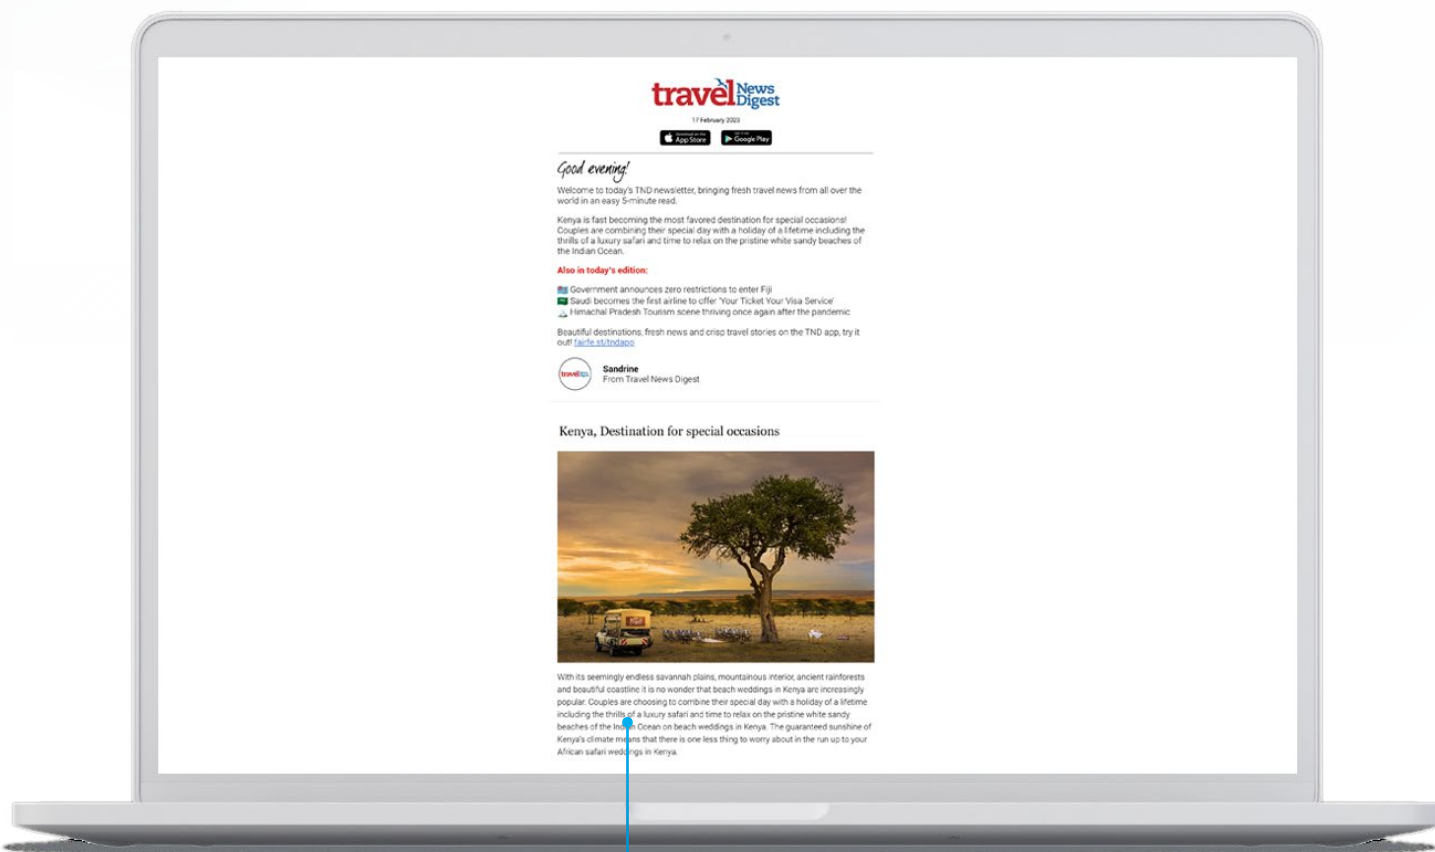 travel News Digest
17 February 2023
Download on the App Store GET IT ON Google Play
Good evening!
Welcome to today's TND newsletter, bringing fresh travel news from all over the
world in an easy 5-minute read.
Kenya is fast becoming the most favored destination for special occasions!
Couples are combining their special day with a holiday of a lifetime including the
thrills of a luxury safari and time to relax on the pristine white sandy beaches of
the Indian Ocean.
Also in today's edition:
Government announces zero restrictions to enter Fiji
Saudi becomes the first airline to offer 'Your Ticket Your Visa Service'
Himachal Pradesh Tourism scene thriving once again after the pandemic
Beautiful destinations, fresh news and crisp travel stories on the TND app, try it
out! fairfe.st/tndapp
Sandrine
From Travel News Digest
Kenya, Destination for special occasions
With its seemingly endless savannah plains, mountainous interior, ancient rainforests
and beautiful coastline it is no wonder that beach weddings in Kenya are increasingly
popular. Couples are choosing to combine their special day with a holiday of a lifetime
including the thrills of a luxury safari and time to relax on the pristine white sandy
beaches of the Indian Ocean on beach weddings in Kenya. The guaranteed sunshine of
Kenya's climate means that there is one less thing to worry about in the run up to your
African safari weddings in Kenya.